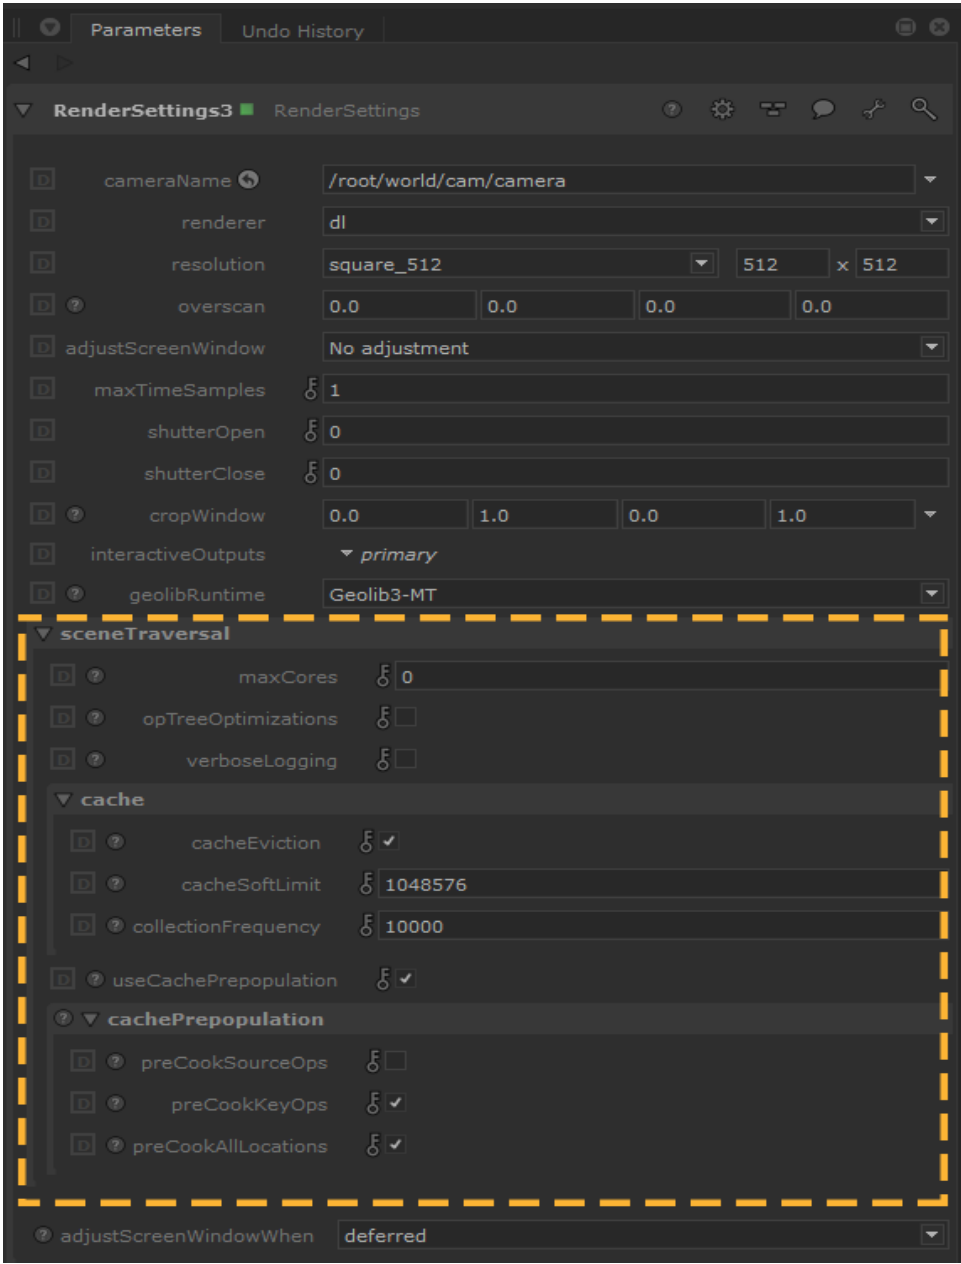 Parameters Undo History
RenderSettings3 RenderSettings
cameraName /root/world/cam/camera
renderer dl
resolution square_512 512 x 512
overscan 0.0 0.0 0.0 0.0
adjustScreenWindow No adjustment
maxTimeSamples 1
shutterOpen 0
shutterClose 0
cropWindow 0.0 1.0 0.0 1.0
interactiveOutputs primary
geolibRuntime Geolib3-MT
sceneTraversal
maxCores 0
opTreeOptimizations
verboseLogging
cache
cacheEviction
cacheSoftLimit 1048576
collectionFrequency 10000
useCachePrepopulation
cachePrepopulation
preCookSourceOps
preCookKeyOps
preCookAllLocations
adjustScreenWindowWhen deferred